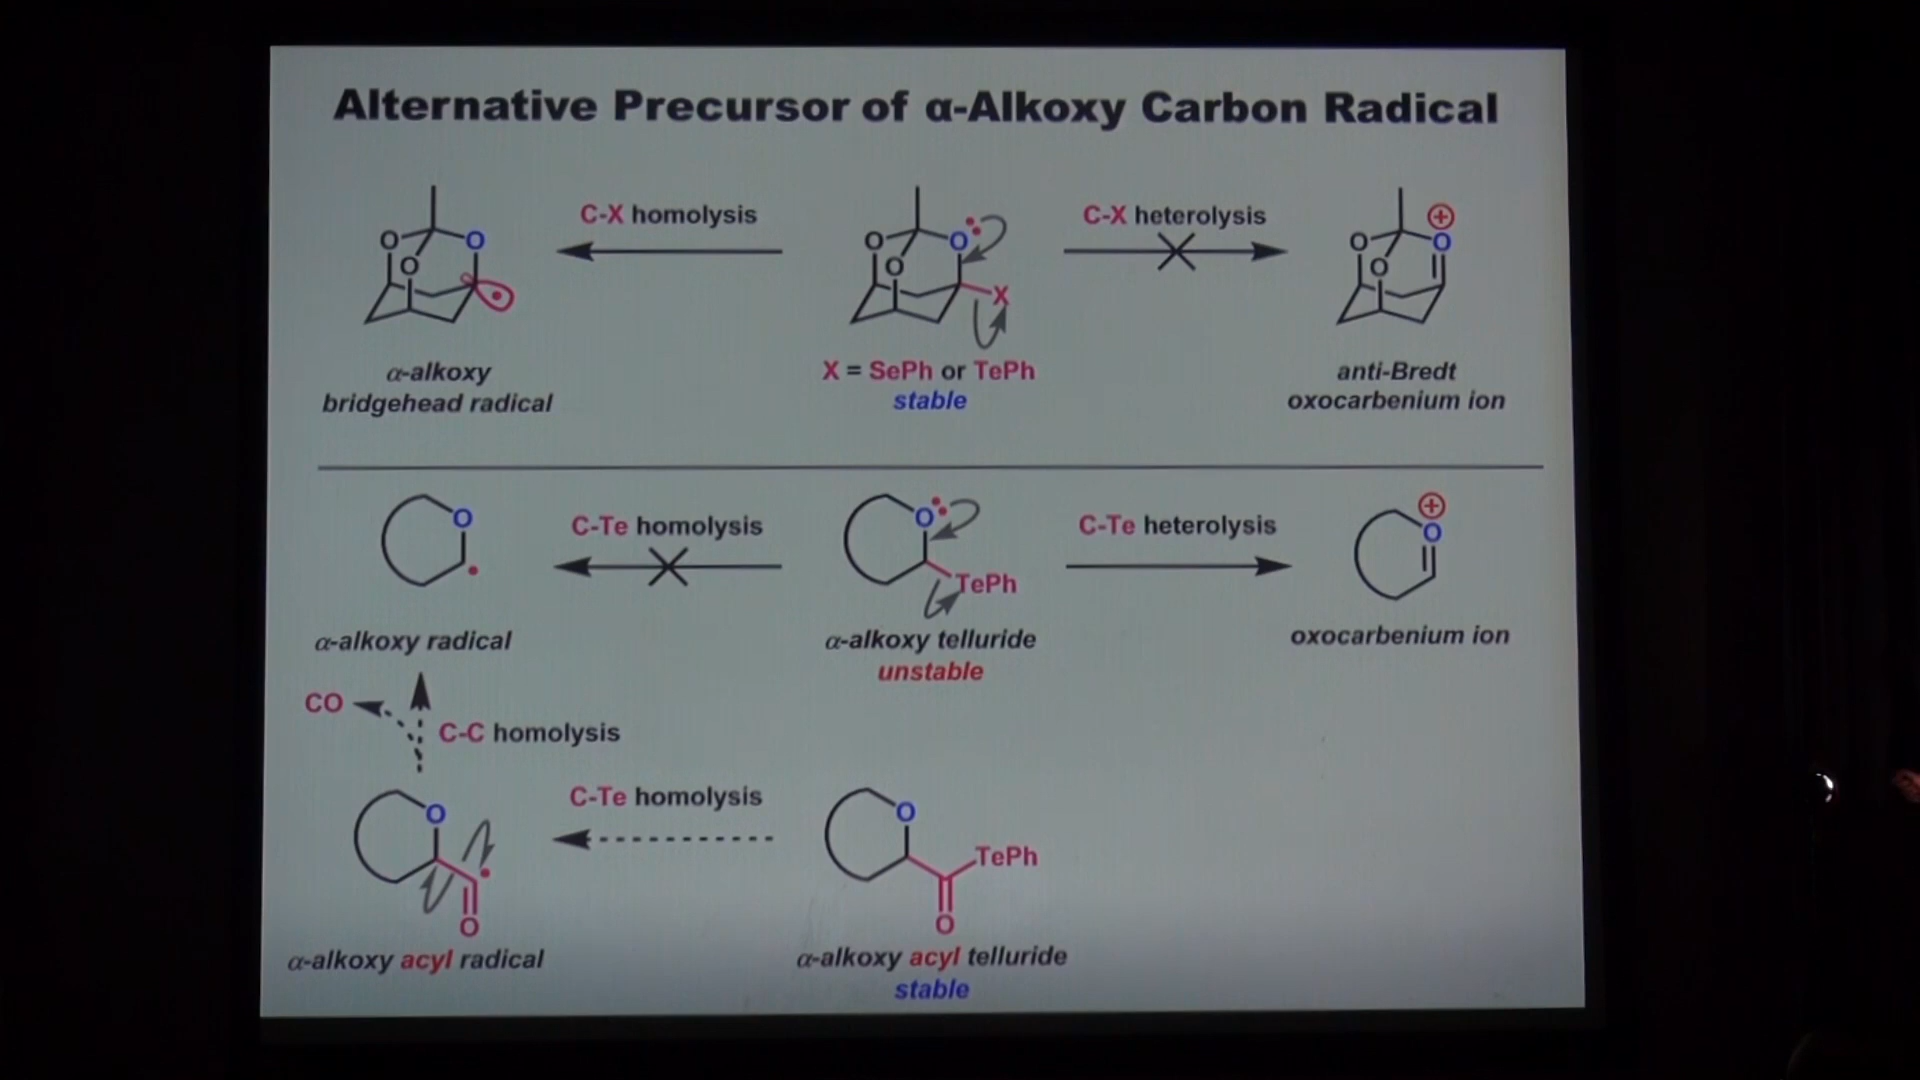 Alternative Precursor of α-Alkoxy Carbon Radical
C-X homolysis
C-X heterolysis
O O O
O O O X
O O O ⊕
α-alkoxy
bridgehead radical
X = SePh or TePh
stable
anti-Bredt
oxocarbenium ion
C-Te homolysis
C-Te heterolysis
O
O TePh
O ⊕
α-alkoxy radical
α-alkoxy telluride
unstable
oxocarbenium ion
CO
C-C homolysis
C-Te homolysis
O O
O TePh O
α-alkoxy acyl radical
α-alkoxy acyl telluride
stable